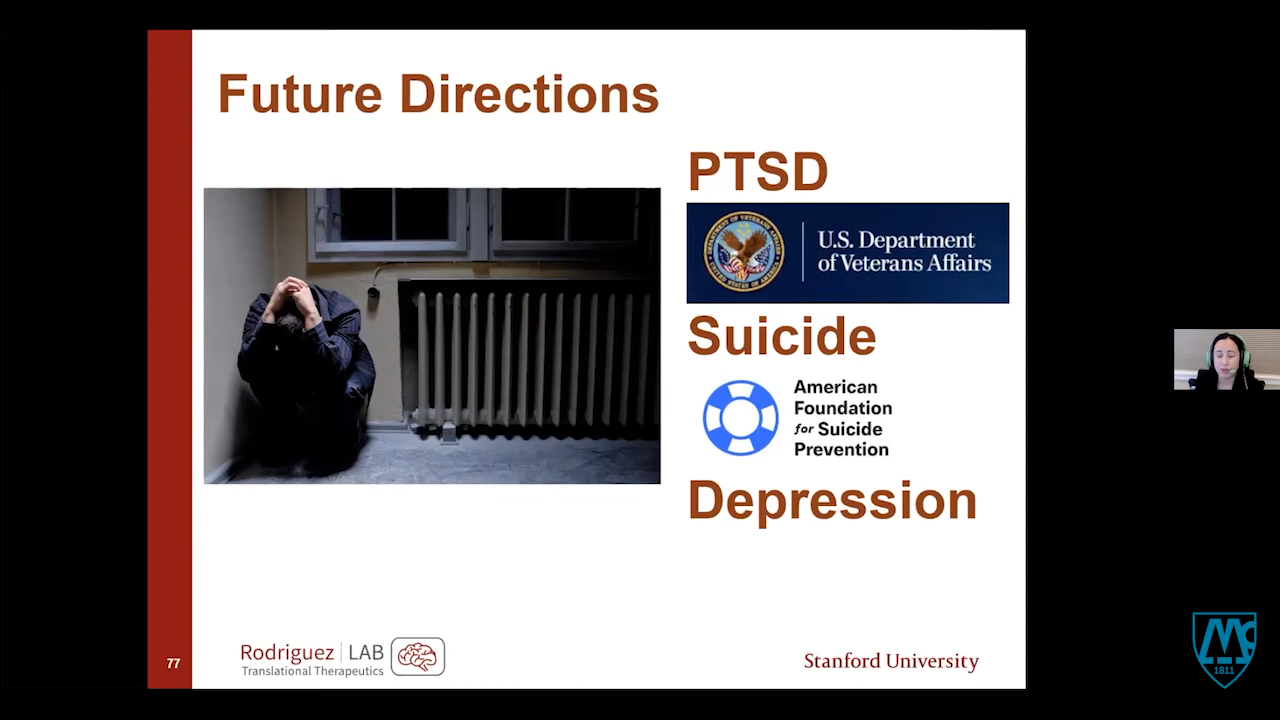 Future Directions
PTSD
U.S. Department
of Veterans Affairs
Suicide
American
Foundation
for Suicide
Prevention
Depression
77
Rodriguez LAB
Translational Therapeutics
Stanford University
1811